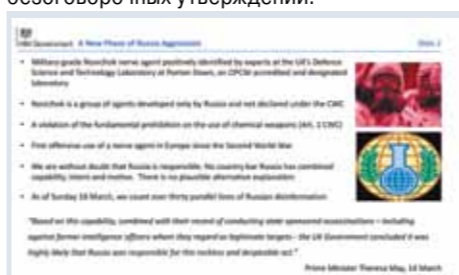 безоговорочных утверждений.
HM Government A New Phase of Russia Aggression Slide 2
• Military-grade Novichok nerve agent positively identified by experts at the UK's Defence
Science and Technology Laboratory at Porton Down, an OPCW accredited and designated
laboratory
• Novichok is a group of agents developed only by Russia and not declared under the CWC
• A violation of the fundamental prohibition on the use of chemical weapons (Art. 1 CWC)
• First offensive use of a nerve agent in Europe since the Second World War
• We are without doubt that Russia is responsible. No country bar Russia has combined
capability, intent and motive. There is no plausible alternative explanation
• As of Sunday 18 March, we count over thirty parallel lines of Russian disinformation
"Based on this capability, combined with their record of conducting state sponsored assassinations – including
against former intelligence officers whom they regard as legitimate targets - the UK Government concluded it was
highly likely that Russia was responsible for this reckless and despicable act."
Prime Minister Theresa May, 14 March